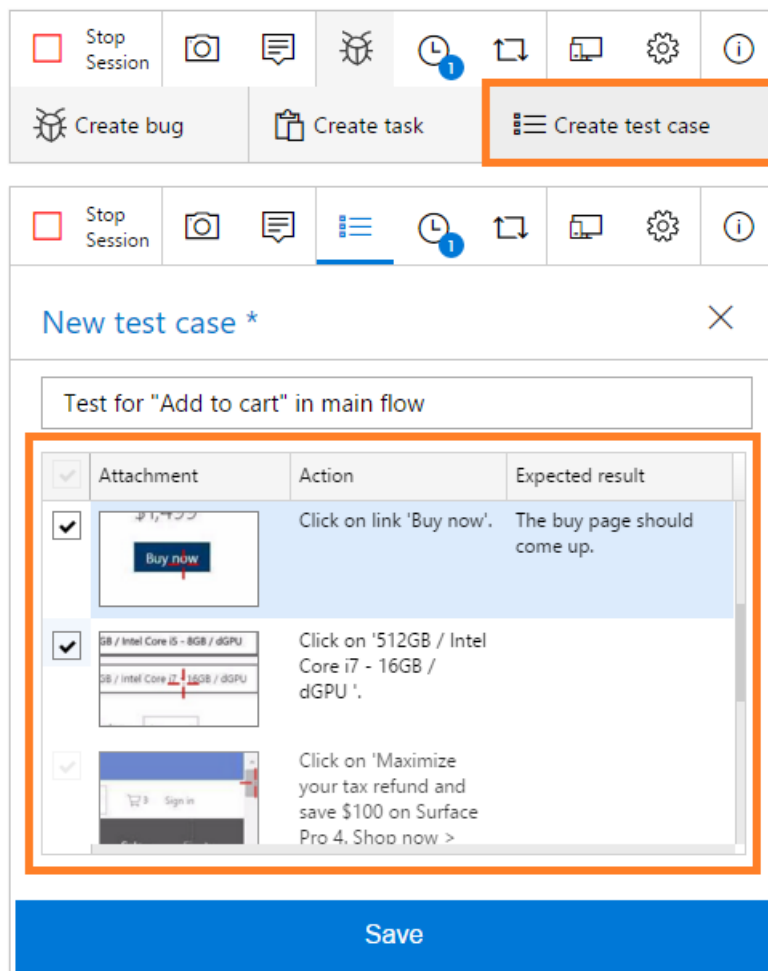 Stop
Session
1
Create bug
Create task
Create test case
Stop
Session
1
New test case *
Test for "Add to cart" in main flow
Attachment
Action
Expected result
$1,499
Buy now
Click on link 'Buy now'.
The buy page should
come up.
GB / Intel Core i5 - 8GB / dGPU
GB / Intel Core i7 - 16GB / dGPU
Click on '512GB / Intel
Core i7 - 16GB /
dGPU '.
3 Sign in
Click on 'Maximize
your tax refund and
save $100 on Surface
Pro 4. Shop now >
Save